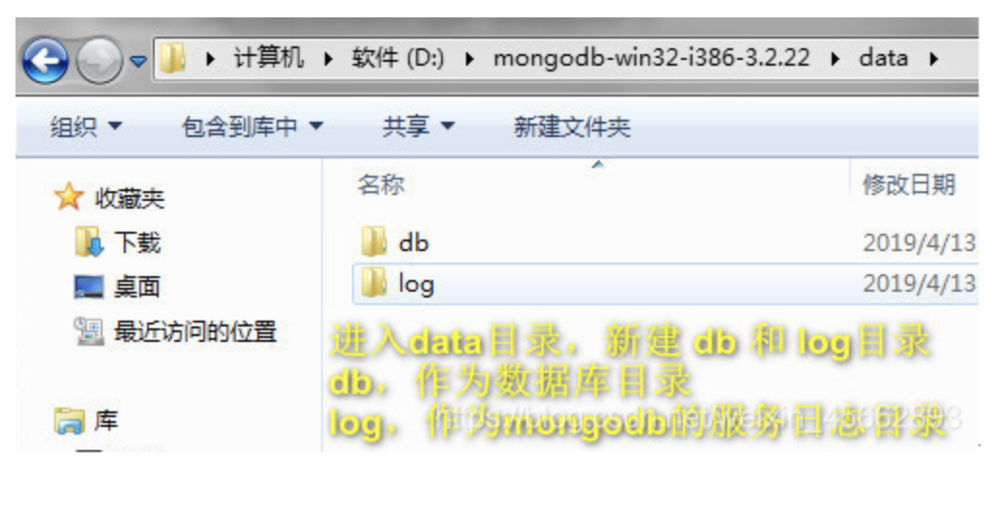 计算机 ▸ 软件 (D:) ▸ mongodb-win32-i386-3.2.22 ▸ data ▸
组织 包含到库中 共享 新建文件夹
名称 修改日期
收藏夹
下载
桌面
最近访问的位置
库
db 2019/4/13
log 2019/4/13
进入data目录，新建 db 和 log目录
db，作为数据库目录
log，作为mongodb的服务日志目录